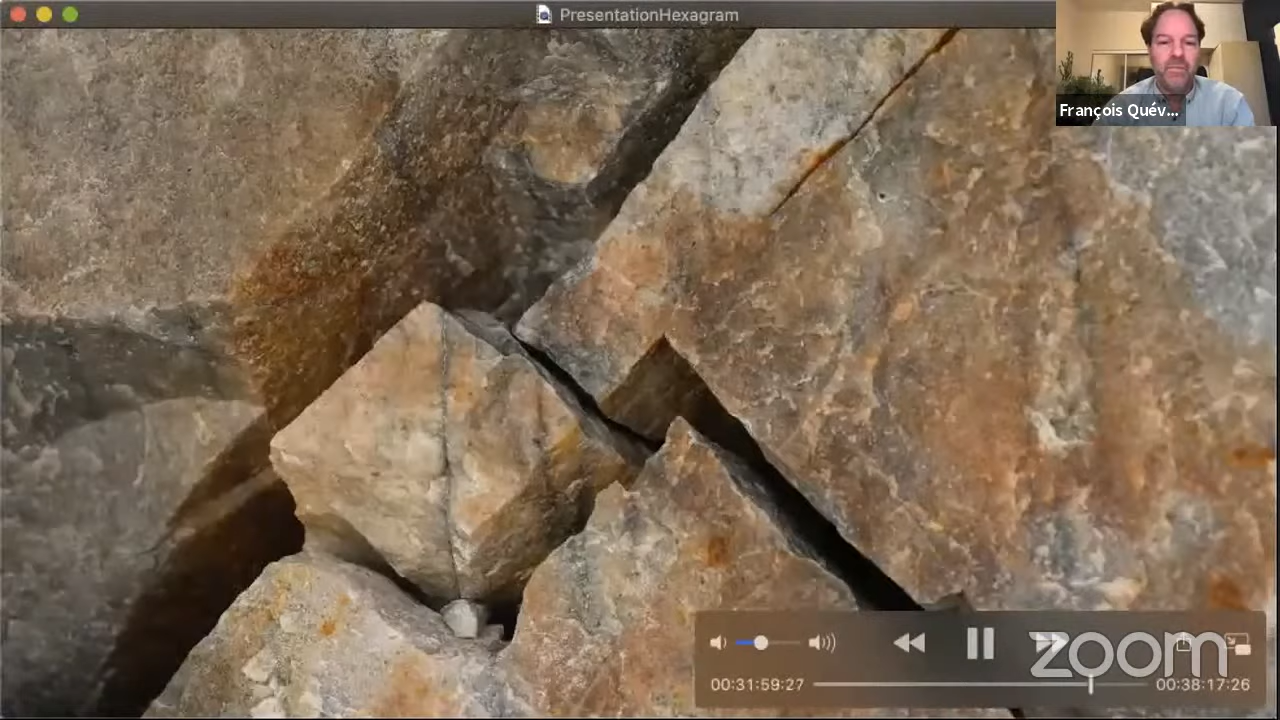 PresentationHexagram
François Quév...
zoom
00:31:59:27
00:38:17:26